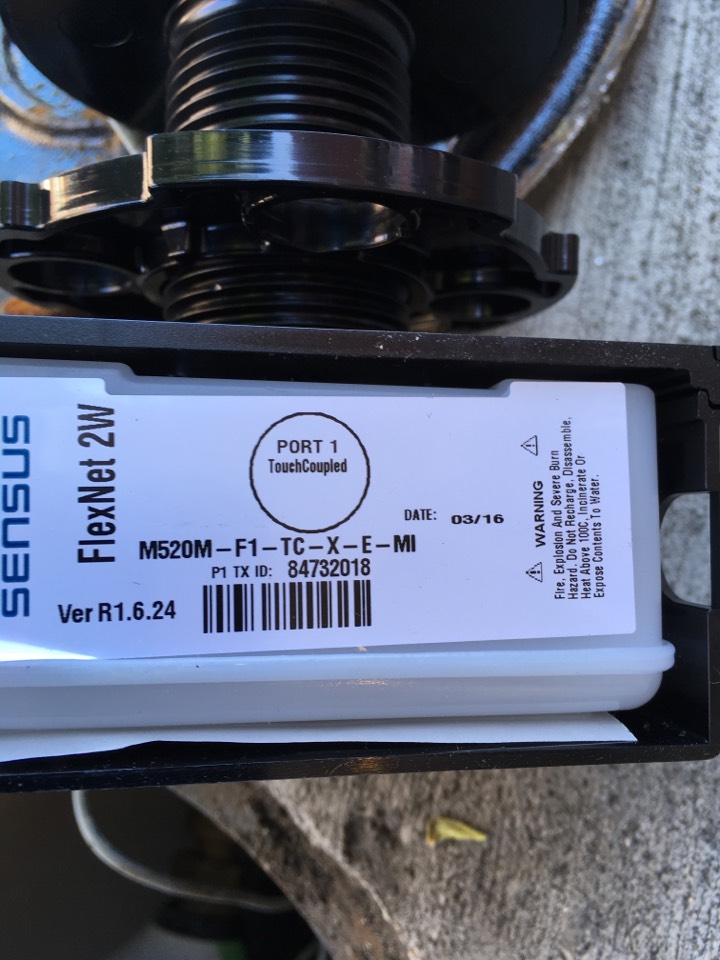 SENSUS
FlexNet 2W
PORT 1
TouchCoupled
DATE: 03/16
M520M-F1-TC-X-E-MI
P1 TX ID: 84732018
Ver R1.6.24
WARNING
Fire, Explosion And Severe Burn
Hazard. Do Not Recharge, Disassemble,
Heat Above 100C, Incinerate Or
Expose Contents To Water.